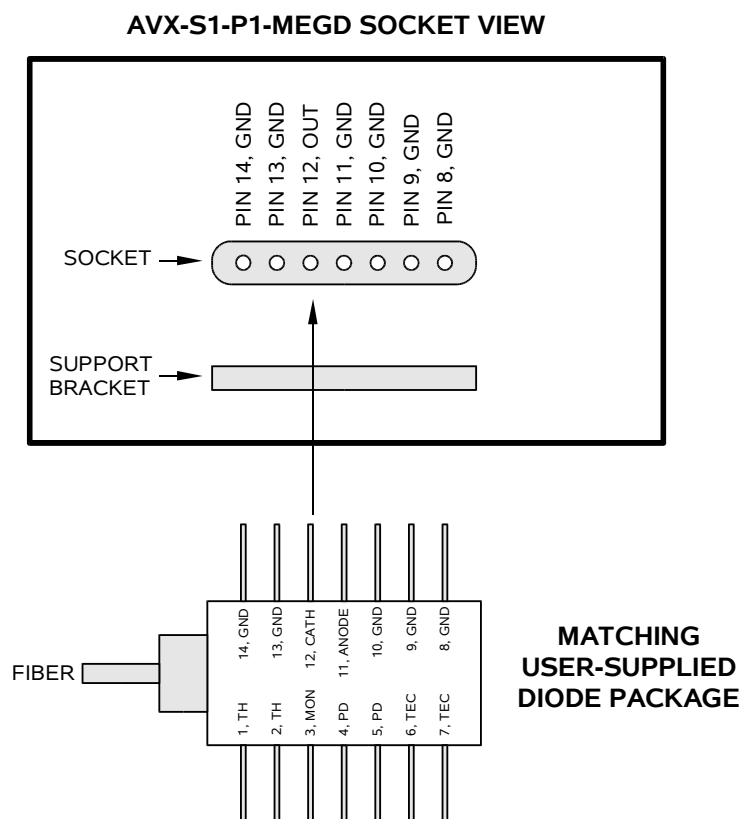 AVX-S1-P1-MEGD SOCKET VIEW
PIN 14, GND
PIN 13, GND
PIN 12, OUT
PIN 11, GND
PIN 10, GND
PIN 9, GND
PIN 8, GND
SOCKET
SUPPORT
BRACKET
14, GND
13, GND
12, CATH
11, ANODE
10, GND
9, GND
8, GND
FIBER
1, TH
2, TH
3, MON
4, PD
5, PD
6, TEC
7, TEC
MATCHING
USER-SUPPLIED
DIODE PACKAGE